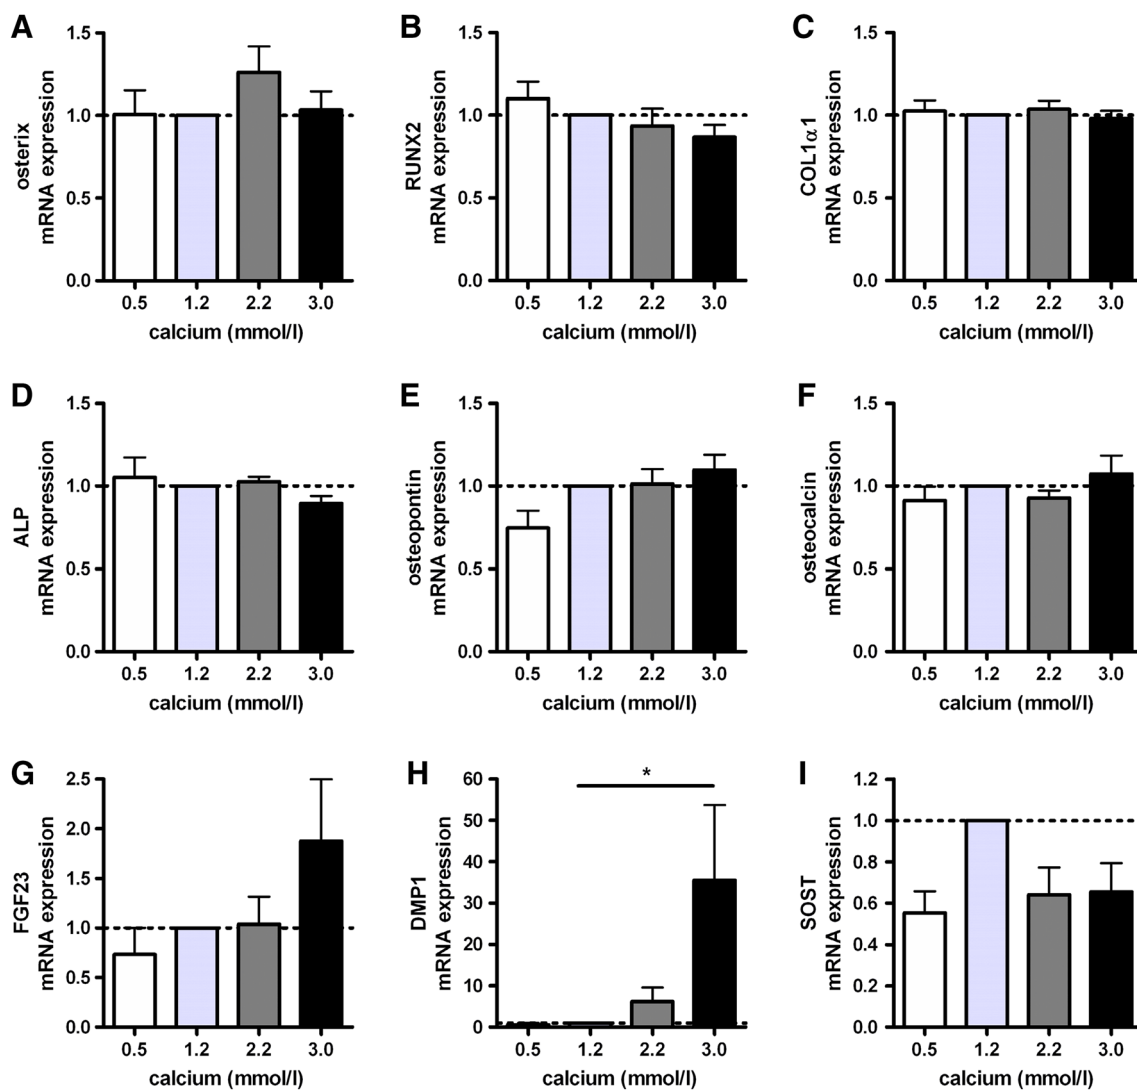 A
osterix
mRNA expression
1.5
1.0
0.5
0.0
0.5 1.2 2.2 3.0
calcium (mmol/l)
B
RUNX2
mRNA expression
1.5
1.0
0.5
0.0
0.5 1.2 2.2 3.0
calcium (mmol/l)
C
COL1α1
mRNA expression
1.5
1.0
0.5
0.0
0.5 1.2 2.2 3.0
calcium (mmol/l)
D
ALP
mRNA expression
1.5
1.0
0.5
0.0
0.5 1.2 2.2 3.0
calcium (mmol/l)
E
osteopontin
mRNA expression
1.5
1.0
0.5
0.0
0.5 1.2 2.2 3.0
calcium (mmol/l)
F
osteocalcin
mRNA expression
1.5
1.0
0.5
0.0
0.5 1.2 2.2 3.0
calcium (mmol/l)
G
FGF23
mRNA expression
2.5
2.0
1.5
1.0
0.5
0.0
0.5 1.2 2.2 3.0
calcium (mmol/l)
H
DMP1
mRNA expression
60
50
40
30
20
10
0
*
0.5 1.2 2.2 3.0
calcium (mmol/l)
I
SOST
mRNA expression
1.2
1.0
0.8
0.6
0.4
0.2
0.0
0.5 1.2 2.2 3.0
calcium (mmol/l)